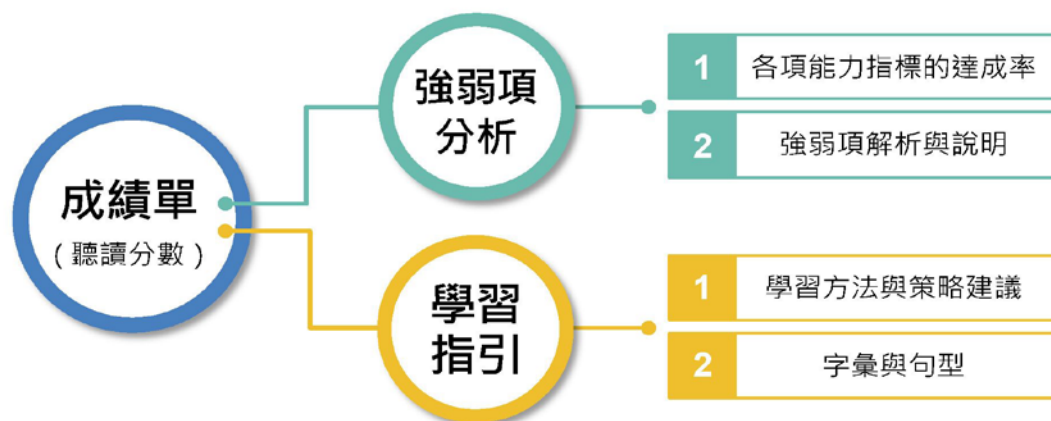 成績單
（聽讀分數）
強弱項
分析
1 各項能力指標的達成率
2 強弱項解析與說明
學習
指引
1 學習方法與策略建議
2 字彙與句型